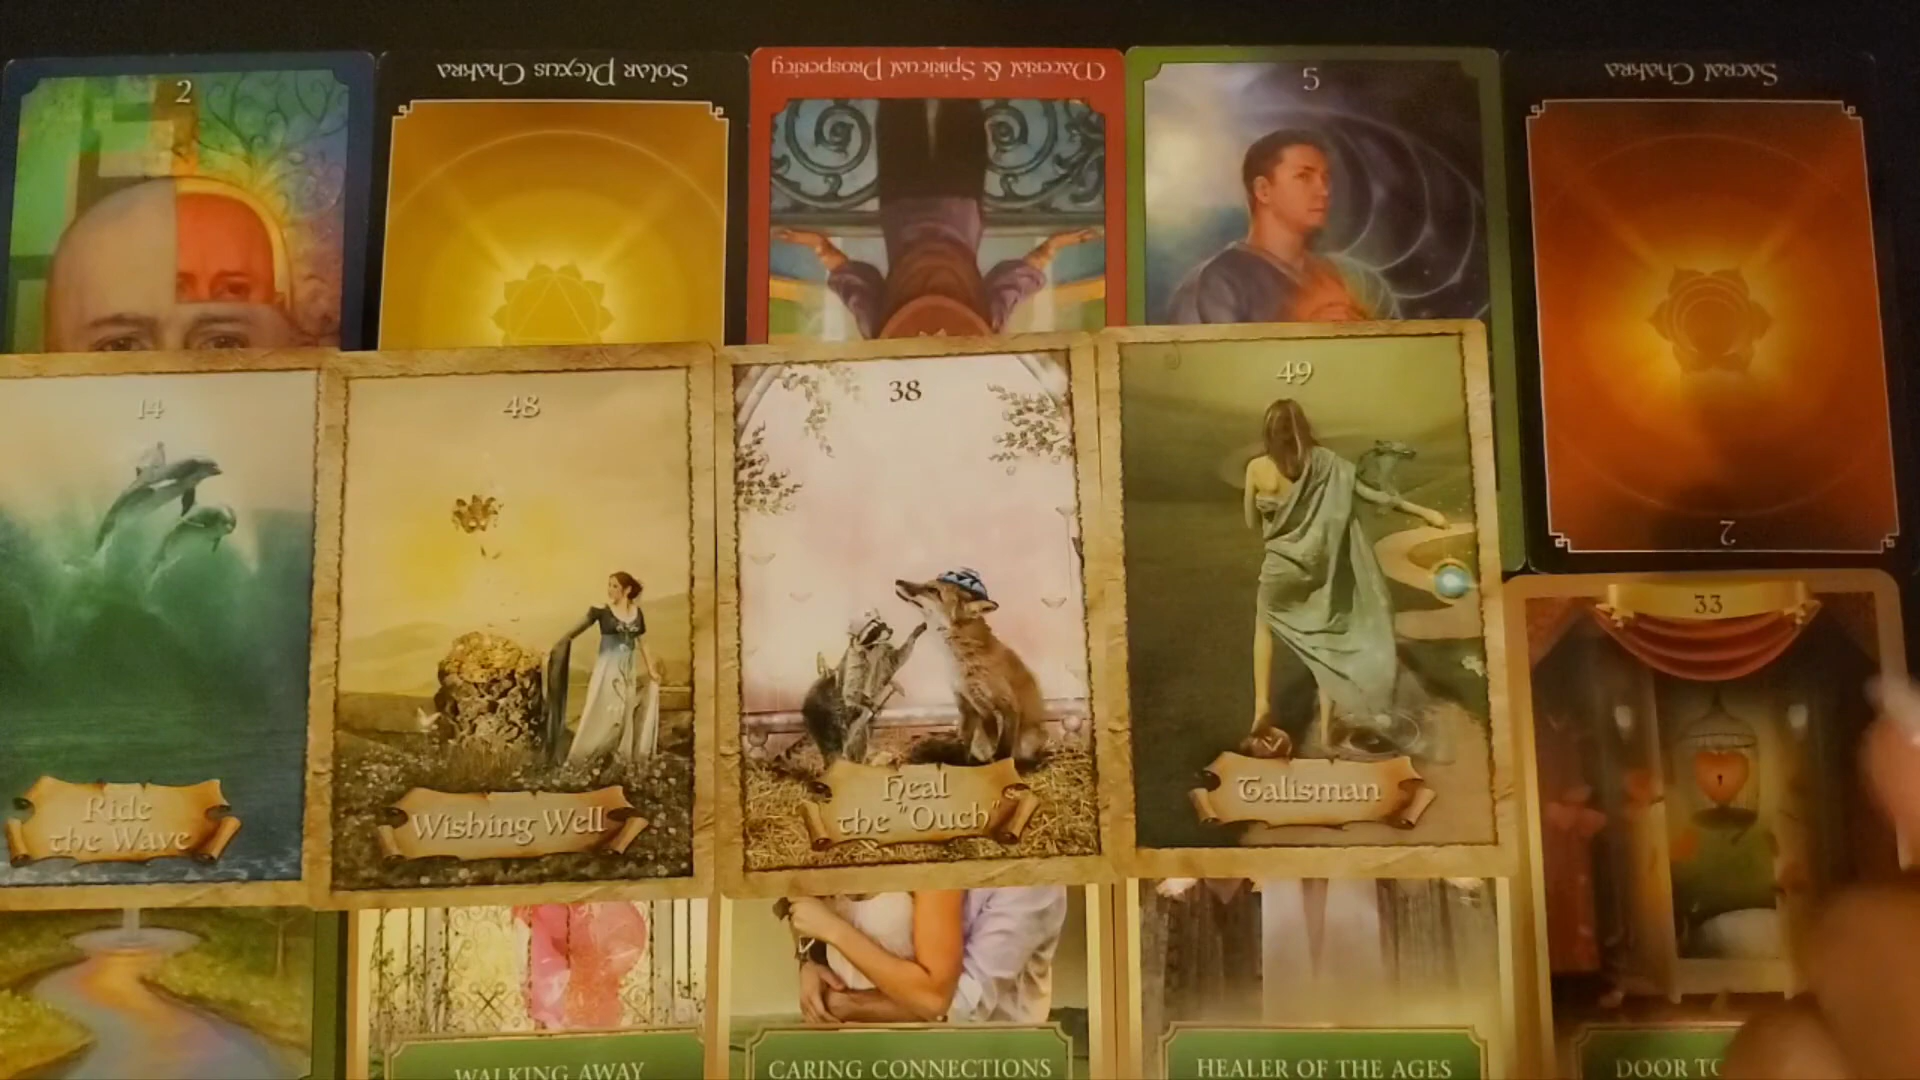 2
Solar Plexus Chakra
Material & Spiritual Prosperity
5
Sacral Chakra
2
14
Ride
the Wave
48
Wishing Well
38
Heal
the "Ouch"
49
Talisman
33
WALKING AWAY
CARING CONNECTIONS
HEALER OF THE AGES
DOOR TO